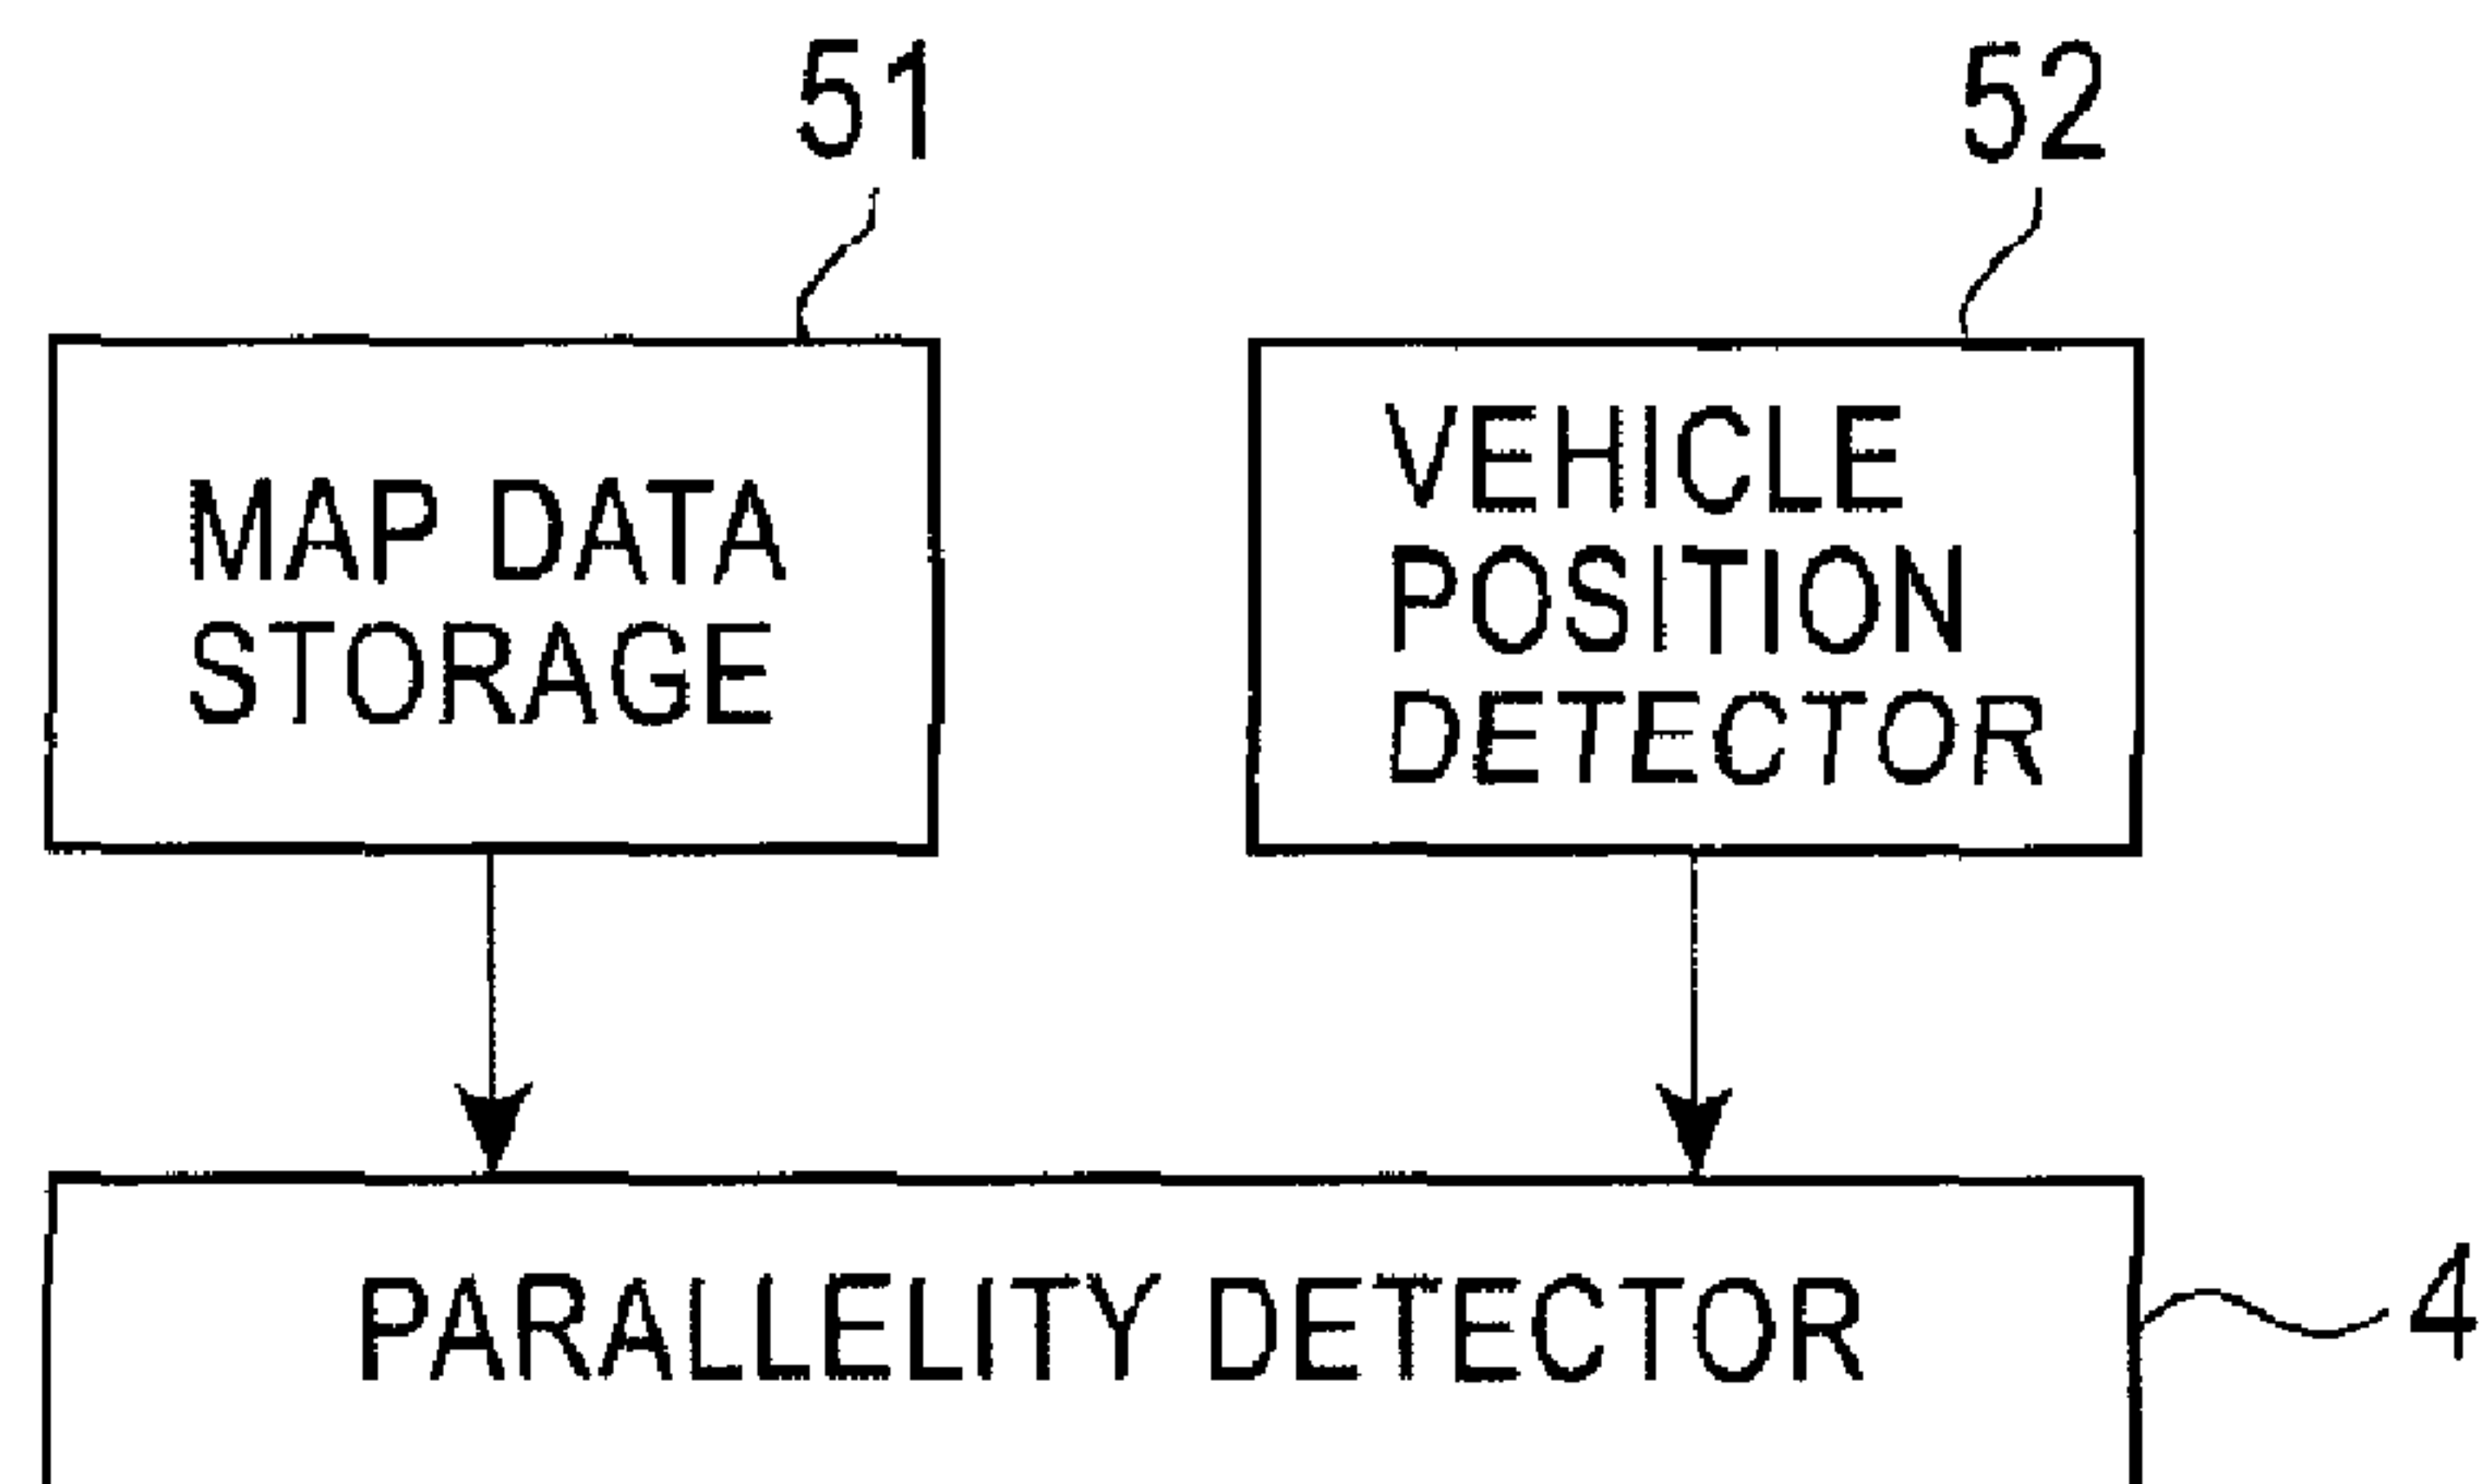 51
52
MAP DATA
STORAGE
VEHICLE
POSITION
DETECTOR
PARALLELITY DETECTOR
4